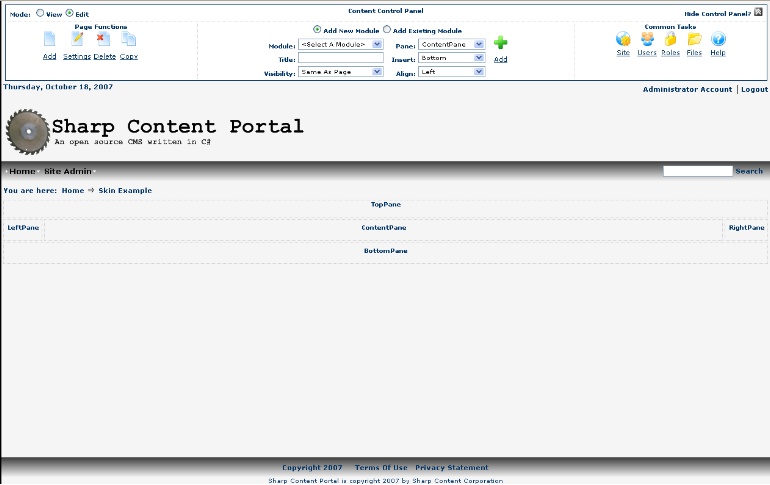 Mode: View Edit Content Control Panel Hide Control Panel?
Page Functions Add New Module Add Existing Module Common Tasks
Module: <Select A Module> Pane: ContentPane
Add Settings Delete Copy Title: Insert: Bottom Add Site Users Roles Files Help
Visibility: Same As Page Align: Left
Thursday, October 18, 2007 Administrator Account | Logout
Sharp Content Portal
An open source CMS written in C#
Home Site Admin Search
You are here: Home ⇒ Skin Example
TopPane
LeftPane ContentPane RightPane
BottomPane
Copyright 2007 Terms Of Use Privacy Statement
Sharp Content Portal is copyright 2007 by Sharp Content Corporation